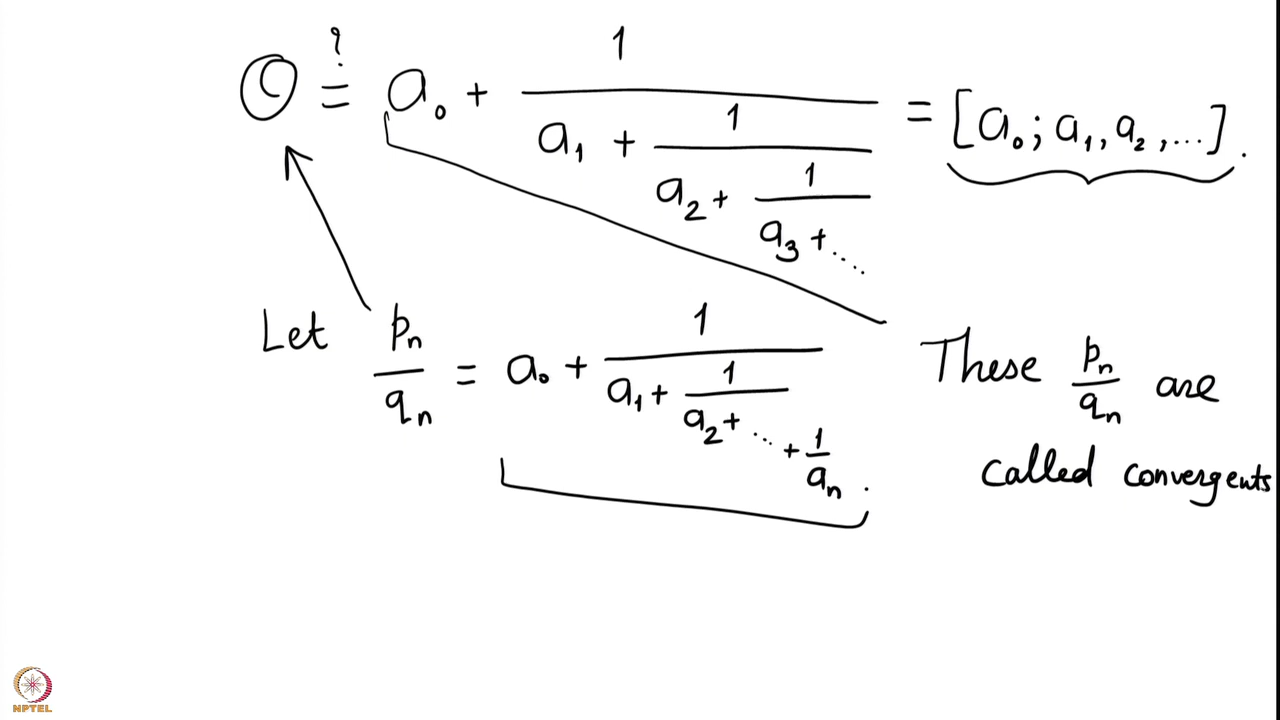 Θ ≟ a₀ + 1/(a₁ + 1/(a₂ + 1/(a₃ + ....))) = [a₀; a₁, a₂, ...].
Let pₙ/qₙ = a₀ + 1/(a₁ + 1/(a₂ + ... + 1/aₙ)).
These pₙ/qₙ are
called convergents
NPTEL